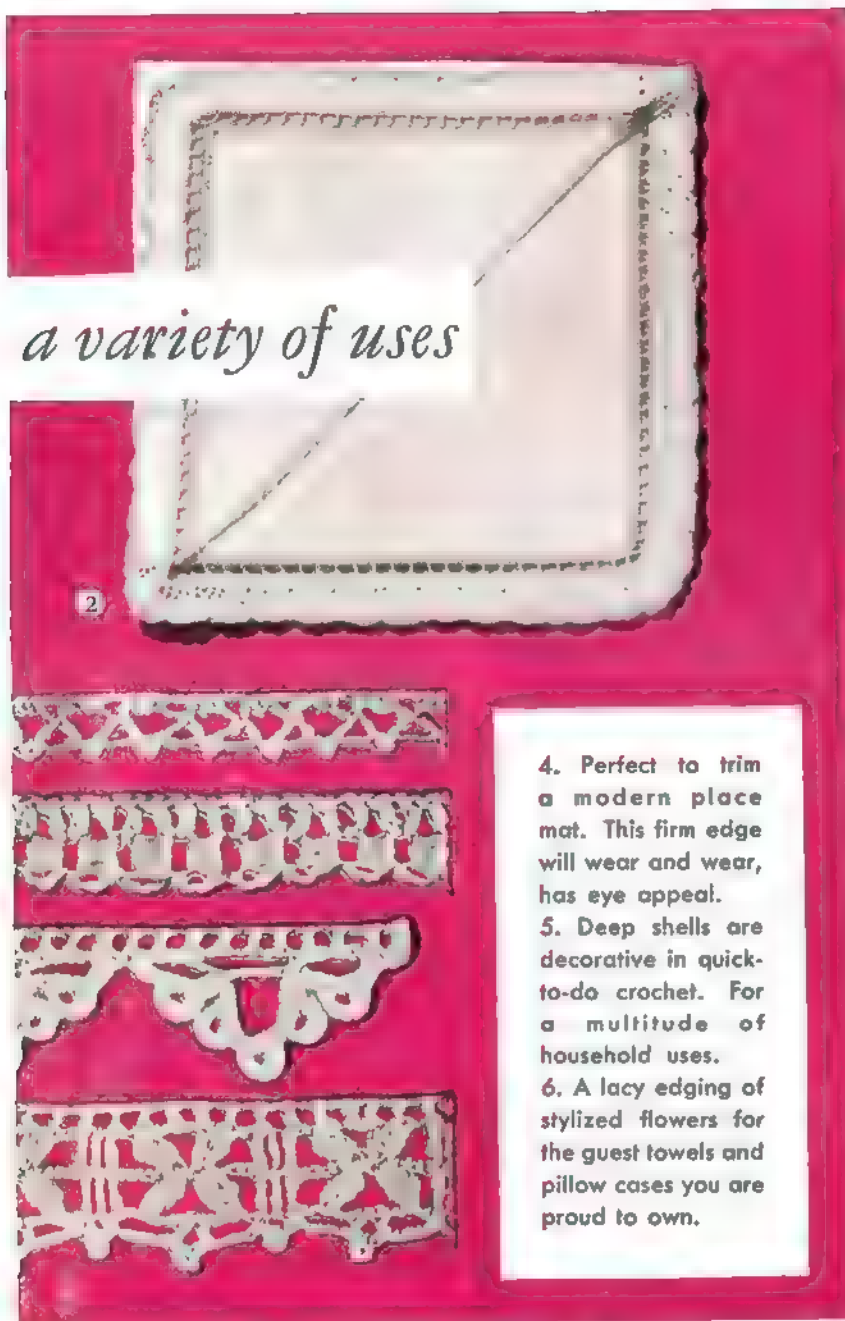 a variety of uses
2
4. Perfect to trim
a modern place
mat. This firm edge
will wear and wear,
has eye appeal.
5. Deep shells are
decorative in quick-
to-do crochet. For
a multitude of
household uses.
6. A lacy edging of
stylized flowers for
the guest towels and
pillow cases you are
proud to own.